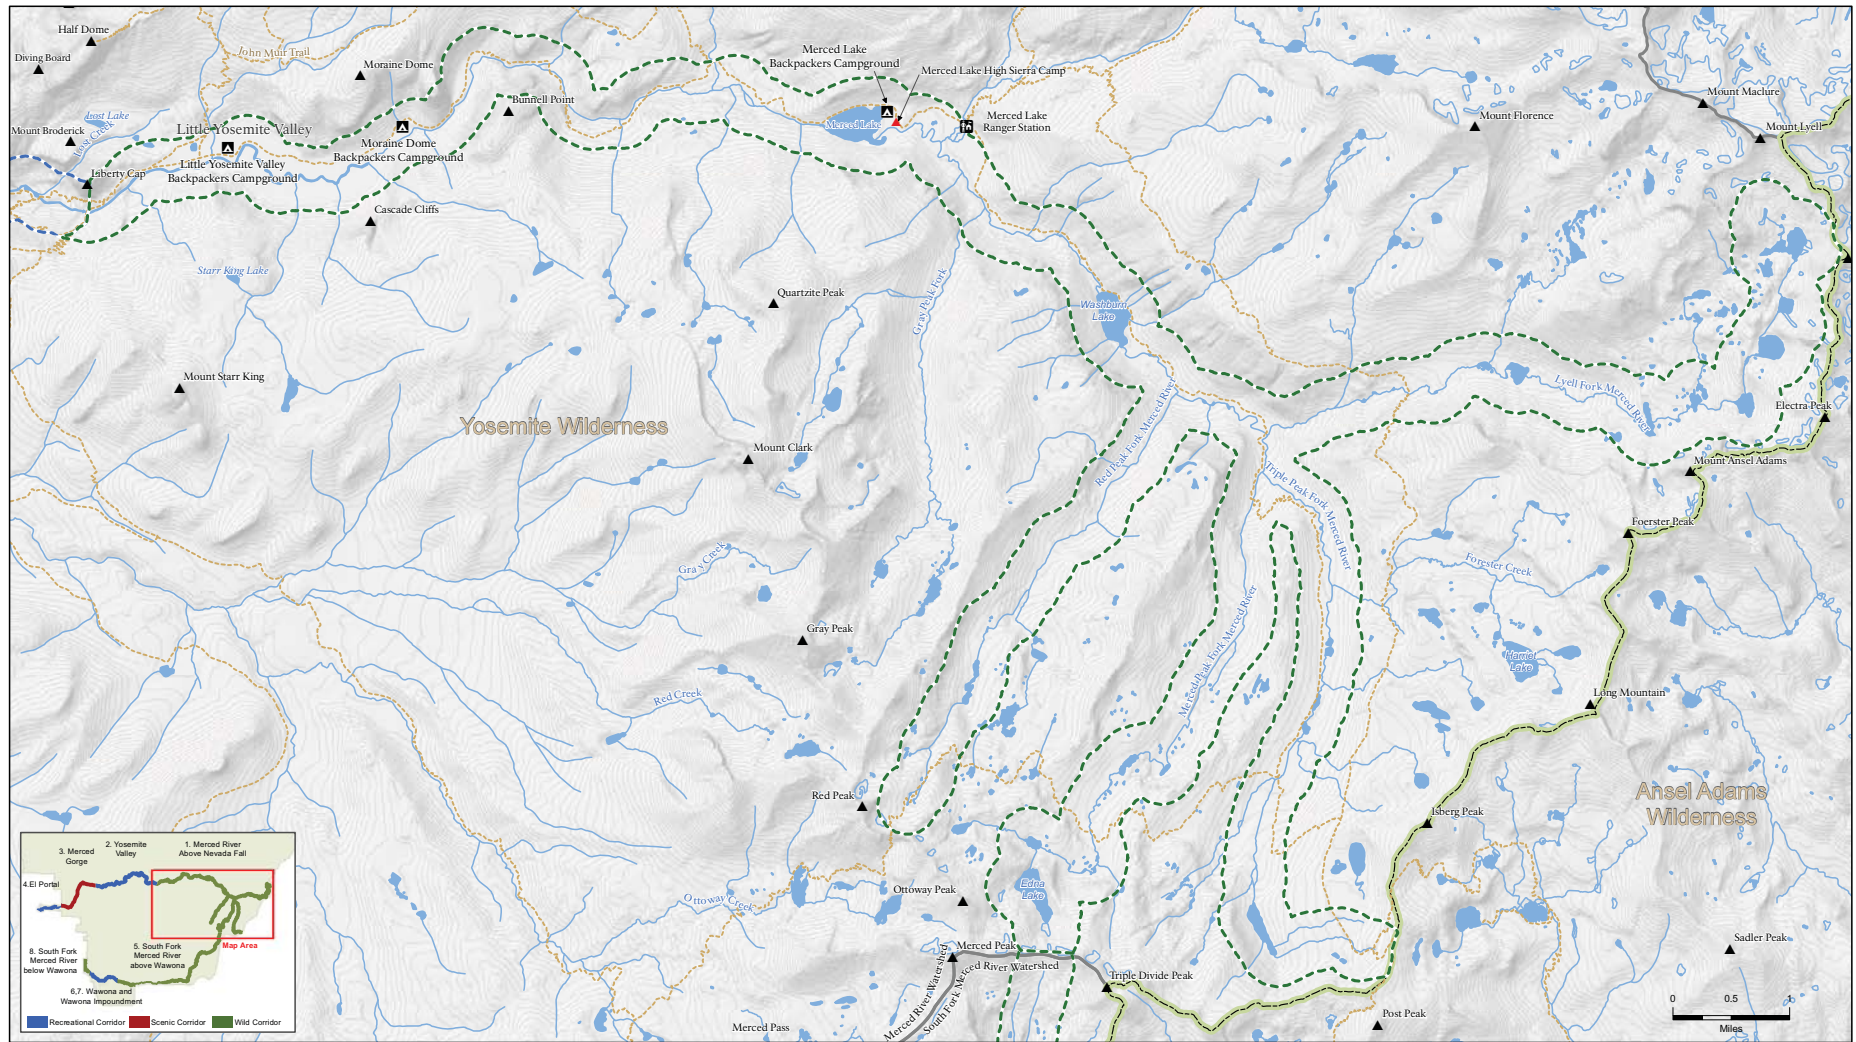 Half Dome
Diving Board
John Muir Trail
Moraine Dome
Merced Lake
Backpackers Campground
Merced Lake High Sierra Camp
Mount Maclure
Bunnell Point
Lost Lake
Lost Creek
Mount Broderick
Little Yosemite Valley
Merced Lake
Merced Lake
Ranger Station
Mount Florence
Mount Lyell
Moraine Dome
Backpackers Campground
Little Yosemite Valley
Backpackers Campground
Liberty Cap
Cascade Cliffs
Starr King Lake
Quartzite Peak
Gray Peak Fork
Washburn
Lake
Mount Starr King
Red Peak Fork Merced River
Lyell Fork Merced River
Electra Peak
Yosemite Wilderness
Mount Clark
Triple Peak Fork Merced River
Mount Ansel Adams
Foerster Peak
Gray Creek
Forester Creek
Merced Peak Fork Merced River
Gray Peak
Harriet
Lake
Red Creek
Long Mountain
Red Peak
Ansel Adams
Wilderness
Isberg Peak
Ottoway Peak
Edna
Lake
Ottoway Creek
Merced Peak
Merced River Watershed
South Fork Merced River Watershed
Triple Divide Peak
Sadler Peak
Merced Pass
Post Peak
0 0.5 1
Miles
3. Merced
Gorge
2. Yosemite
Valley
1. Merced River
Above Nevada Fall
4.El Portal
Map Area
8. South Fork
Merced River
below Wawona
5. South Fork
Merced River
above Wawona
6,7. Wawona and
Wawona Impoundment
Recreational Corridor
Scenic Corridor
Wild Corridor